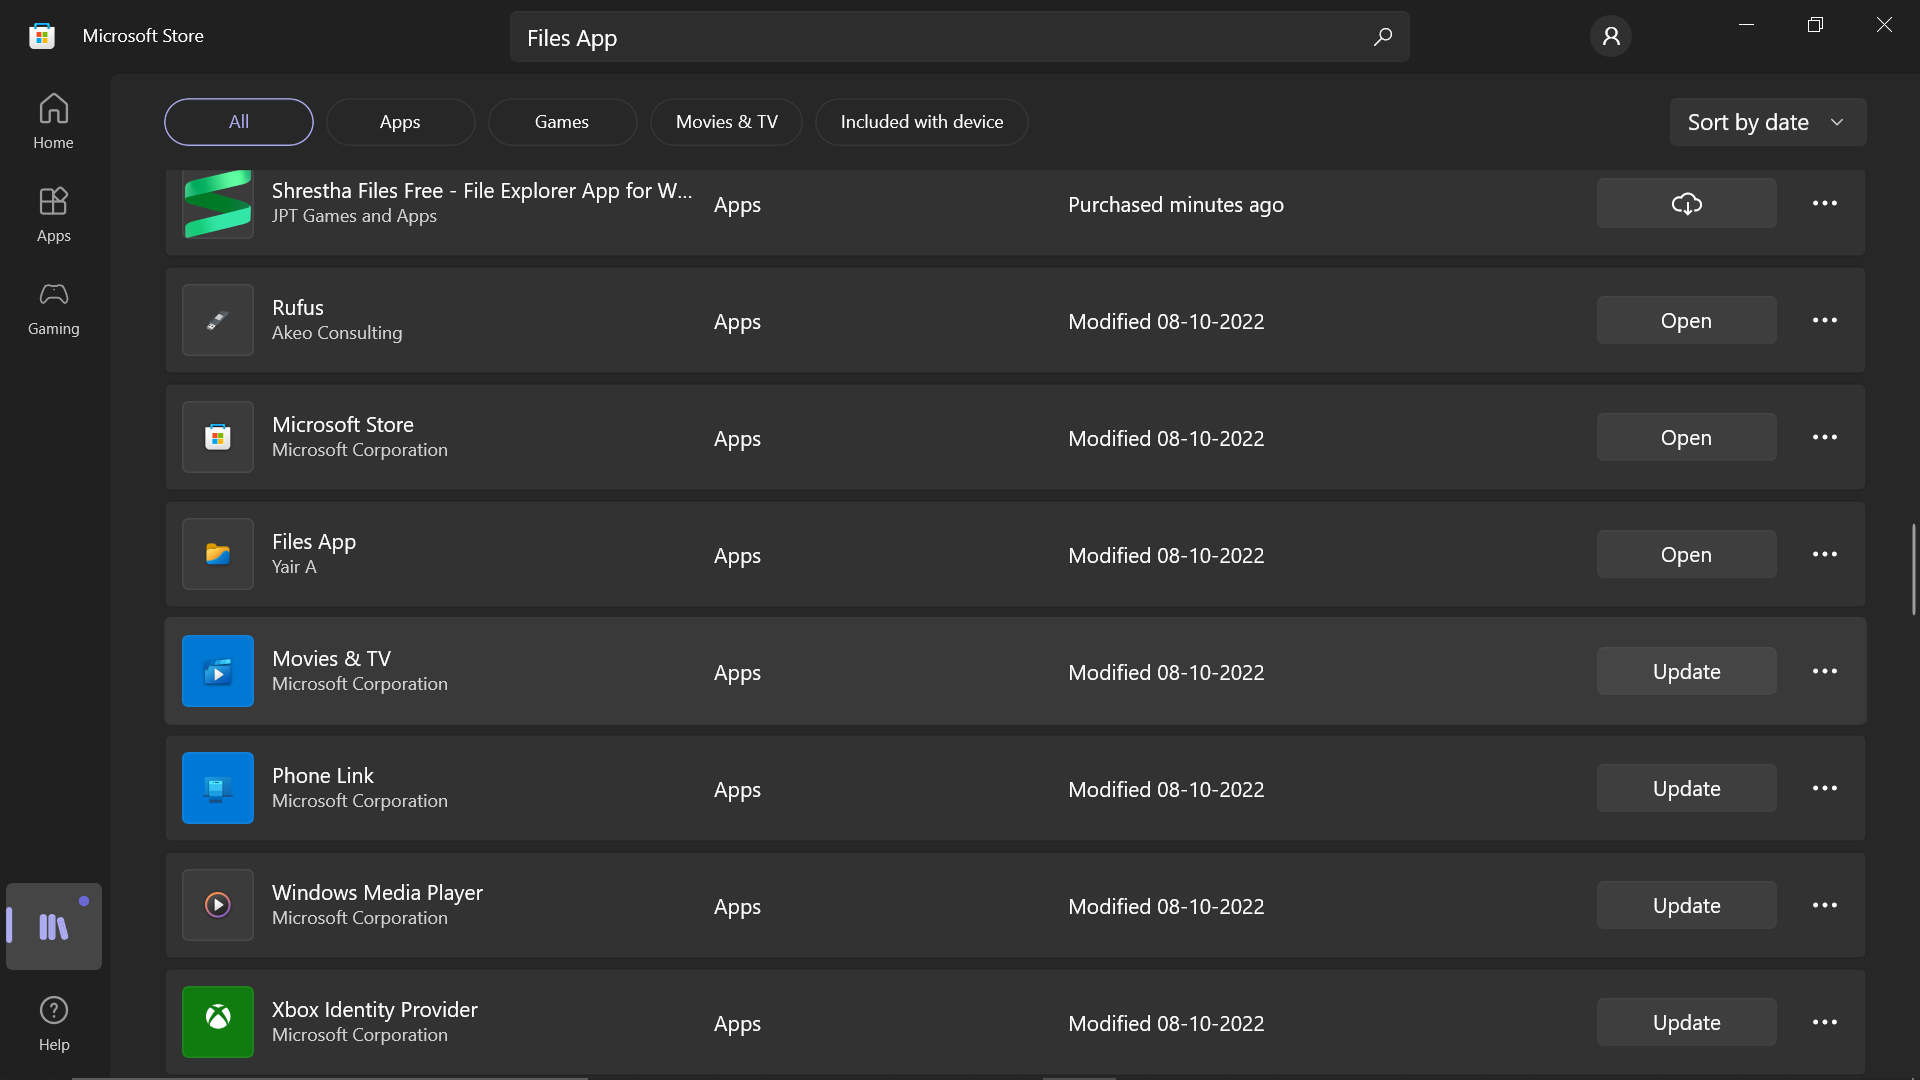 Microsoft Store
Files App
Home
Apps
Gaming
Help
All
Apps
Games
Movies & TV
Included with device
Sort by date
Shrestha Files Free - File Explorer App for W...
JPT Games and Apps
Apps
Purchased minutes ago
Rufus
Akeo Consulting
Apps
Modified 08-10-2022
Open
Microsoft Store
Microsoft Corporation
Apps
Modified 08-10-2022
Open
Files App
Yair A
Apps
Modified 08-10-2022
Open
Movies & TV
Microsoft Corporation
Apps
Modified 08-10-2022
Update
Phone Link
Microsoft Corporation
Apps
Modified 08-10-2022
Update
Windows Media Player
Microsoft Corporation
Apps
Modified 08-10-2022
Update
Xbox Identity Provider
Microsoft Corporation
Apps
Modified 08-10-2022
Update